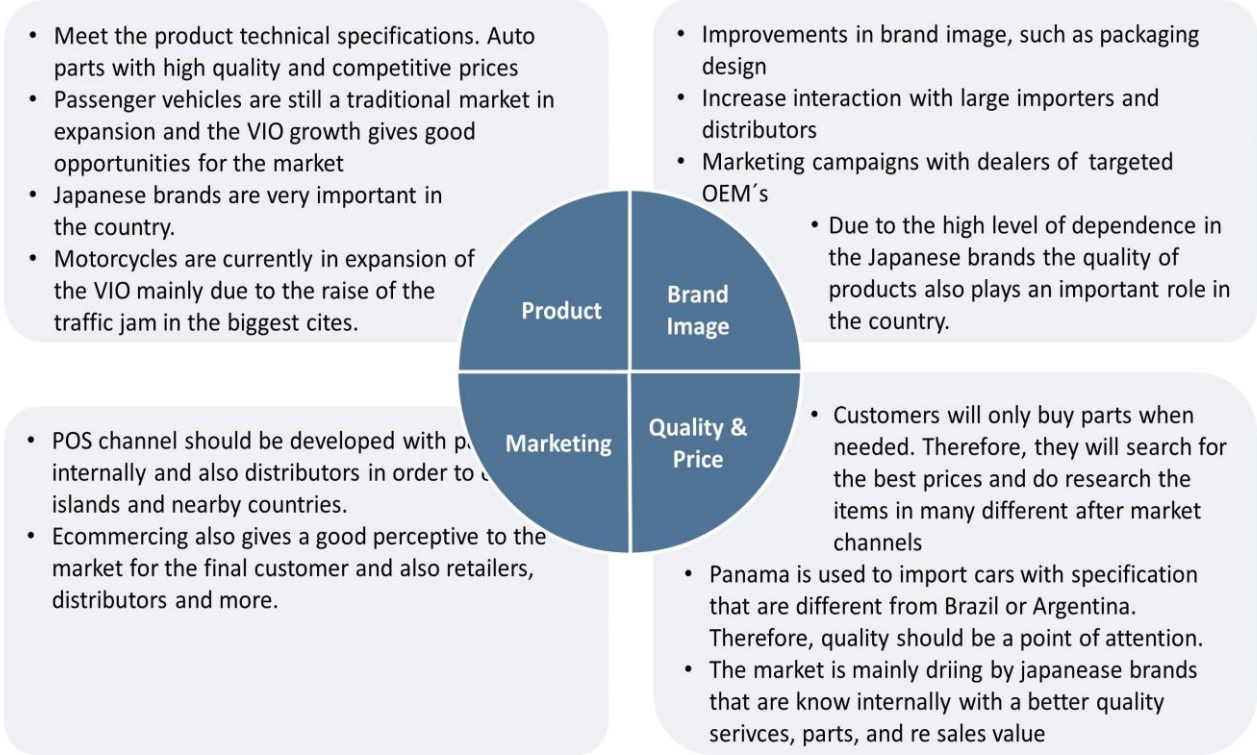 • Meet the product technical specifications. Auto
parts with high quality and competitive prices
• Passenger vehicles are still a traditional market in
expansion and the VIO growth gives good
opportunities for the market
• Japanese brands are very important in
the country.
• Motorcycles are currently in expansion of
the VIO mainly due to the raise of the
traffic jam in the biggest cites.
• Improvements in brand image, such as packaging
design
• Increase interaction with large importers and
distributors
• Marketing campaigns with dealers of targeted
OEM´s
• Due to the high level of dependence in
the Japanese brands the quality of
products also plays an important role in
the country.
Product
Brand
Image
Marketing
Quality &
Price
• POS channel should be developed with
internally and also distributors in order to
islands and nearby countries.
• Ecommercing also gives a good perceptive to the
market for the final customer and also retailers,
distributors and more.
• Customers will only buy parts when
needed. Therefore, they will search for
the best prices and do research the
items in many different after market
channels
• Panama is used to import cars with specification
that are different from Brazil or Argentina.
Therefore, quality should be a point of attention.
• The market is mainly driing by japanease brands
that are know internally with a better quality
serivces, parts, and re sales value